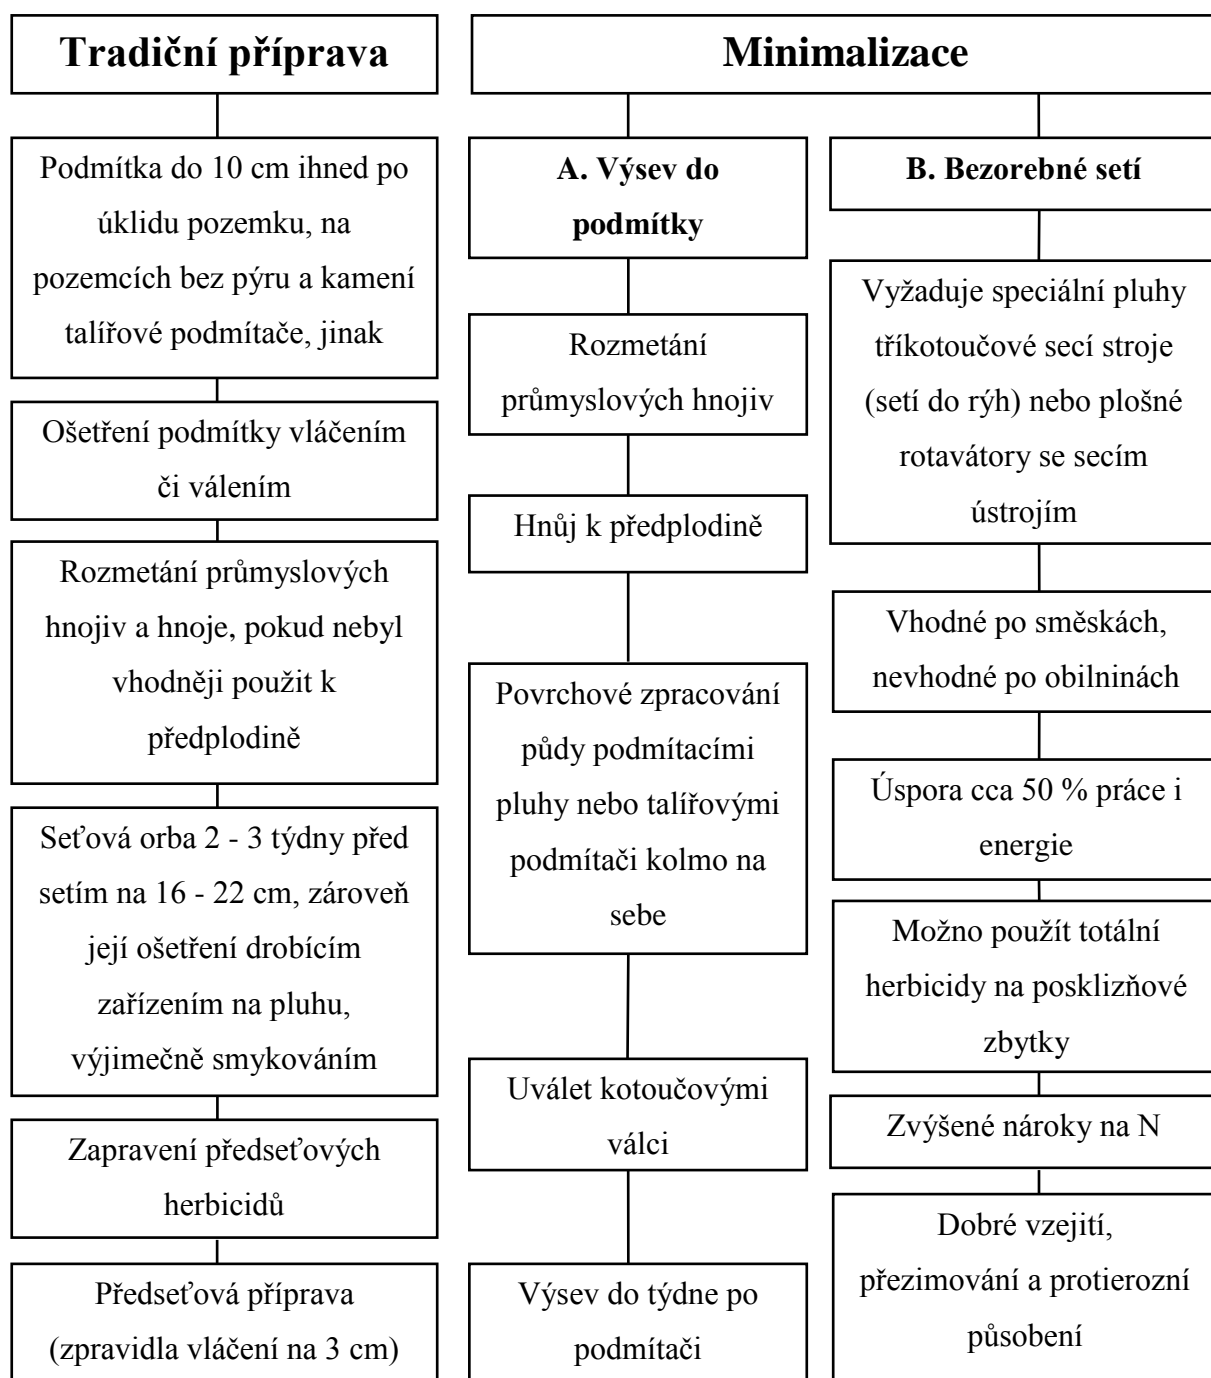 Tradiční příprava
Podmítka do 10 cm ihned po
úklidu pozemku, na
pozemcích bez pýru a kamení
talířové podmítače, jinak
Ošetření podmítky vláčením
či válením
Rozmetání průmyslových
hnojiv a hnoje, pokud nebyl
vhodněji použit k
předplodině
Seťová orba 2 - 3 týdny před
setím na 16 - 22 cm, zároveň
její ošetření drobícím
zařízením na pluhu,
výjimečně smykováním
Zapravení předseťových
herbicidů
Předseťová příprava
(zpravidla vláčení na 3 cm)
Minimalizace
A. Výsev do
podmítky
Rozmetání
průmyslových hnojiv
Hnůj k předplodině
Povrchové zpracování
půdy podmítacími
pluhy nebo talířovými
podmítači kolmo na
sebe
Uválet kotoučovými
válci
Výsev do týdne po
podmítači
B. Bezorebné setí
Vyžaduje speciální pluhy
tříkotoučové secí stroje
(setí do rýh) nebo plošné
rotavátory se secím
ústrojím
Vhodné po směskách,
nevhodné po obilninách
Úspora cca 50 % práce i
energie
Možno použít totální
herbicidy na posklizňové
zbytky
Zvýšené nároky na N
Dobré vzejití,
přezimování a protierozní
působení